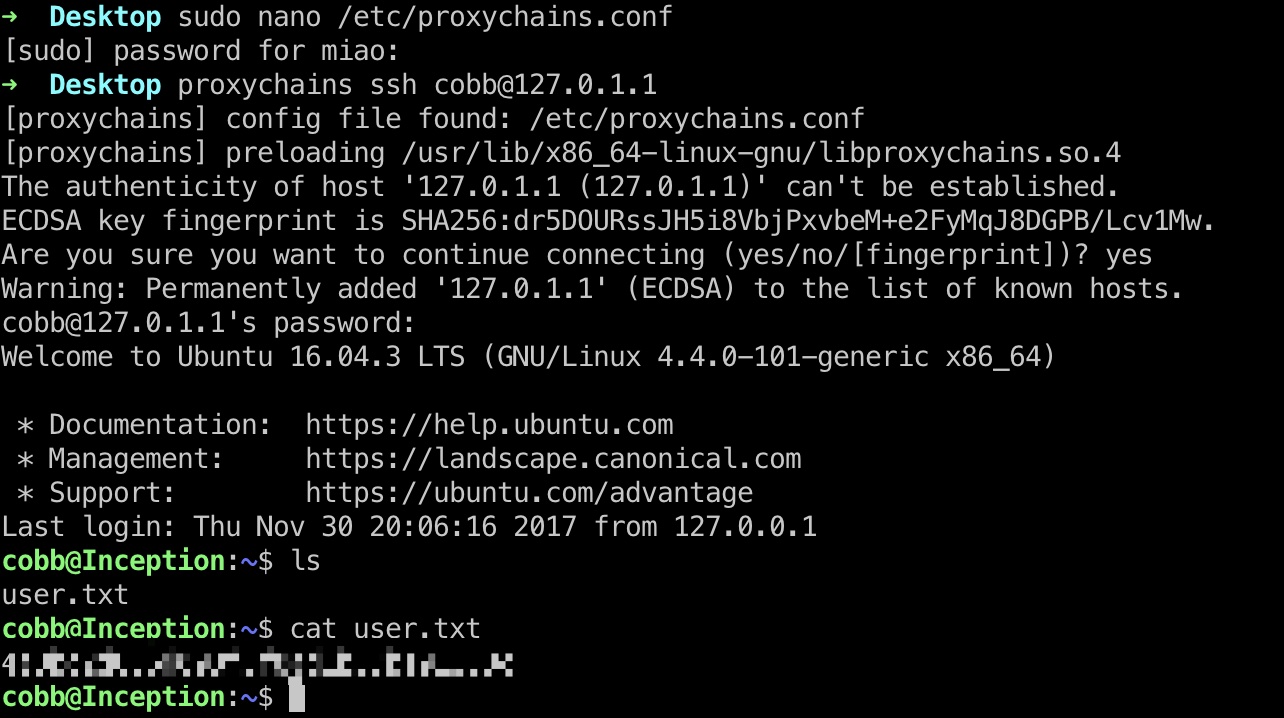 →  Desktop sudo nano /etc/proxychains.conf
[sudo] password for miao:
→  Desktop proxychains ssh cobb@127.0.1.1
[proxychains] config file found: /etc/proxychains.conf
[proxychains] preloading /usr/lib/x86_64-linux-gnu/libproxychains.so.4
The authenticity of host '127.0.1.1 (127.0.1.1)' can't be established.
ECDSA key fingerprint is SHA256:dr5DOURssJH5i8VbjPxvbeM+e2FyMqJ8DGPB/Lcv1Mw.
Are you sure you want to continue connecting (yes/no/[fingerprint])? yes
Warning: Permanently added '127.0.1.1' (ECDSA) to the list of known hosts.
cobb@127.0.1.1's password:
Welcome to Ubuntu 16.04.3 LTS (GNU/Linux 4.4.0-101-generic x86_64)
 * Documentation:  https://help.ubuntu.com
 * Management:     https://landscape.canonical.com
 * Support:        https://ubuntu.com/advantage
Last login: Thu Nov 30 20:06:16 2017 from 127.0.0.1
cobb@Inception:~$ ls
user.txt
cobb@Inception:~$ cat user.txt
cobb@Inception:~$